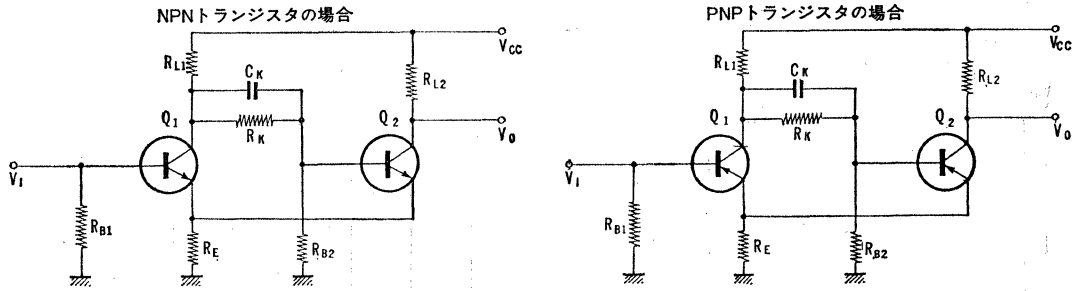 NPNトランジスタの場合
RL1
CK
VCC
RL2
Q1
RK
Q2
VO
VI
RB1
RE
RB2
PNPトランジスタの場合
RL1
CK
VCC
RL2
Q1
RK
Q2
VO
VI
RB1
RE
RB2